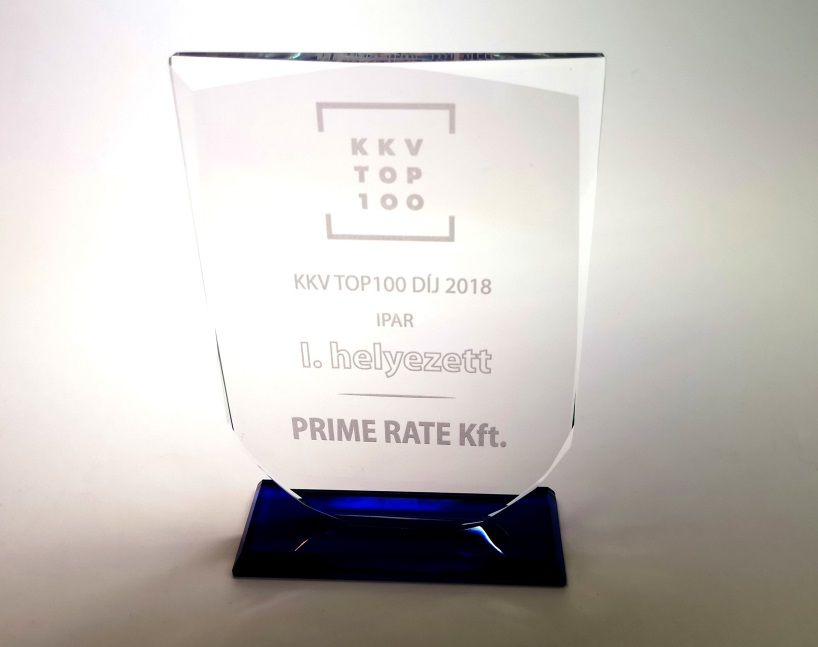 KKV
TOP
100
KKV TOP100 DÍJ 2018
IPAR
I. helyezett
PRIME RATE Kft.